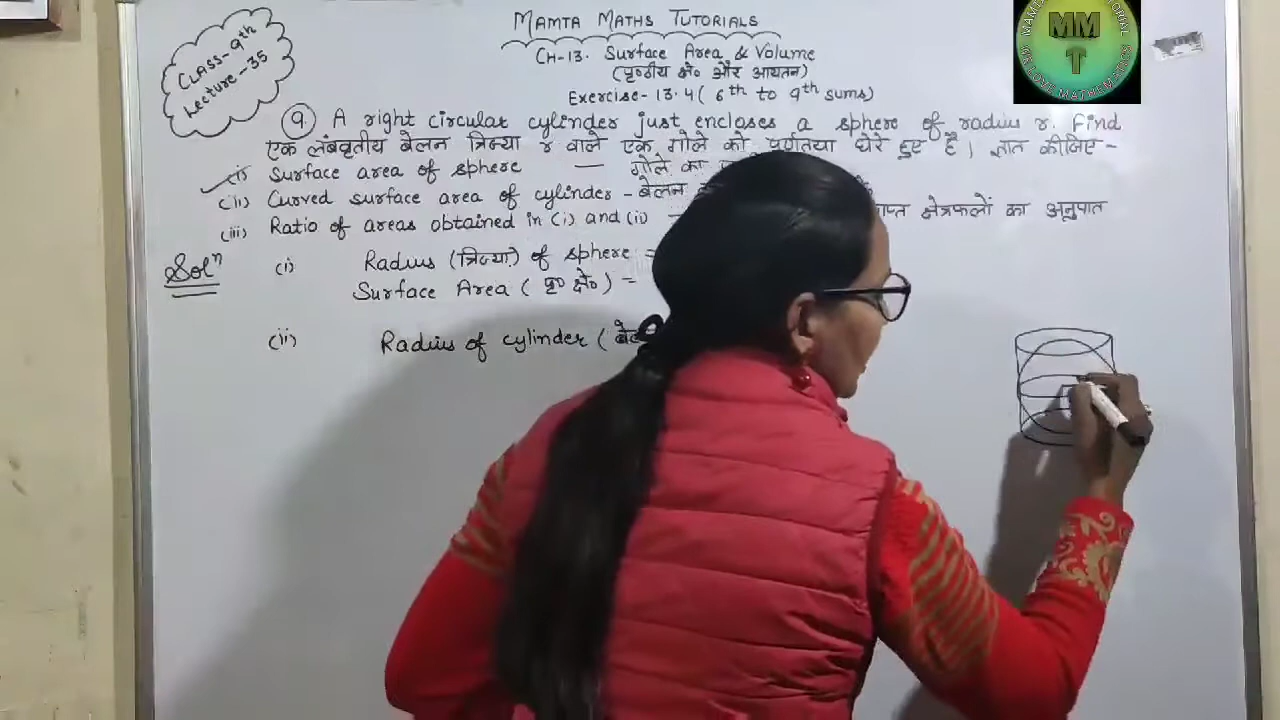 CLASS-9th
Lecture-35
MAMTA MATHS TUTORIALS
CH-13. Surface Area & Volume
(पृष्ठीय क्षे० और आयतन)
Exercise-13.4 (6th to 9th sums)
MM
T
9. A right circular cylinder just encloses a sphere of radius r. Find
एक लंबवृतीय बेलन त्रिज्या r वाले एक गोले को पूर्णतया घेरे हुए है। ज्ञात कीजिए-
(i) Surface area of sphere — गोले का
(ii) Curved surface area of cylinder - बेलन
(iii) Ratio of areas obtained in (i) and (ii) — क्षेत्रफलों का अनुपात
Solⁿ (i) Radius (त्रिज्या) of sphere =
Surface Area (पृ० क्षे०) =
(ii) Radius of cylinder (